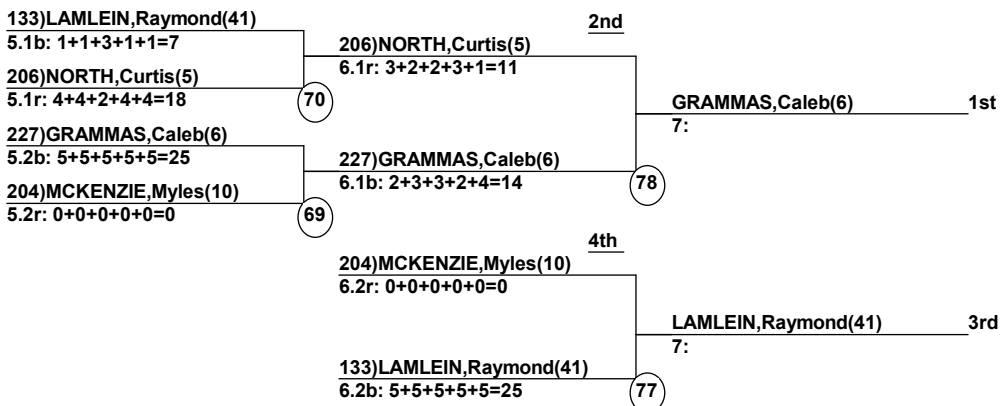 133)LAMLEIN,Raymond(41)
5.1b: 1+1+3+1+1=7
206)NORTH,Curtis(5)
5.1r: 4+4+2+4+4=18
70
227)GRAMMAS,Caleb(6)
5.2b: 5+5+5+5+5=25
204)MCKENZIE,Myles(10)
5.2r: 0+0+0+0+0=0
69
2nd
206)NORTH,Curtis(5)
6.1r: 3+2+2+3+1=11
227)GRAMMAS,Caleb(6)
6.1b: 2+3+3+2+4=14
78
GRAMMAS,Caleb(6)
1st
7:
4th
204)MCKENZIE,Myles(10)
6.2r: 0+0+0+0+0=0
133)LAMLEIN,Raymond(41)
6.2b: 5+5+5+5+5=25
77
LAMLEIN,Raymond(41)
3rd
7: